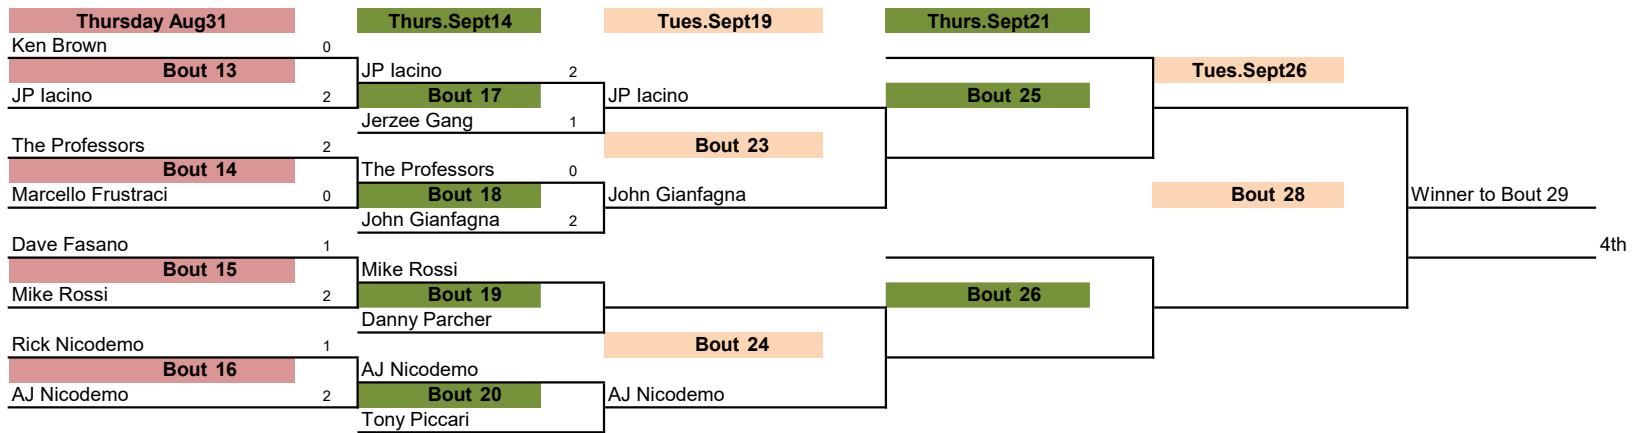 Thursday Aug31 Thurs.Sept14 Tues.Sept19 Thurs.Sept21
Ken Brown 0
Bout 13 JP Iacino 2 Tues.Sept26
JP Iacino 2 Bout 17 JP Iacino Bout 25
Jerzee Gang 1
The Professors 2 Bout 23
Bout 14 The Professors 0
Marcello Frustraci 0 Bout 18 John Gianfagna Bout 28 Winner to Bout 29
John Gianfagna 2
Dave Fasano 1 4th
Bout 15 Mike Rossi
Mike Rossi 2 Bout 19 Bout 26
Danny Parcher
Rick Nicodemo 1 Bout 24
Bout 16 AJ Nicodemo
AJ Nicodemo 2 Bout 20 AJ Nicodemo
Tony Piccari